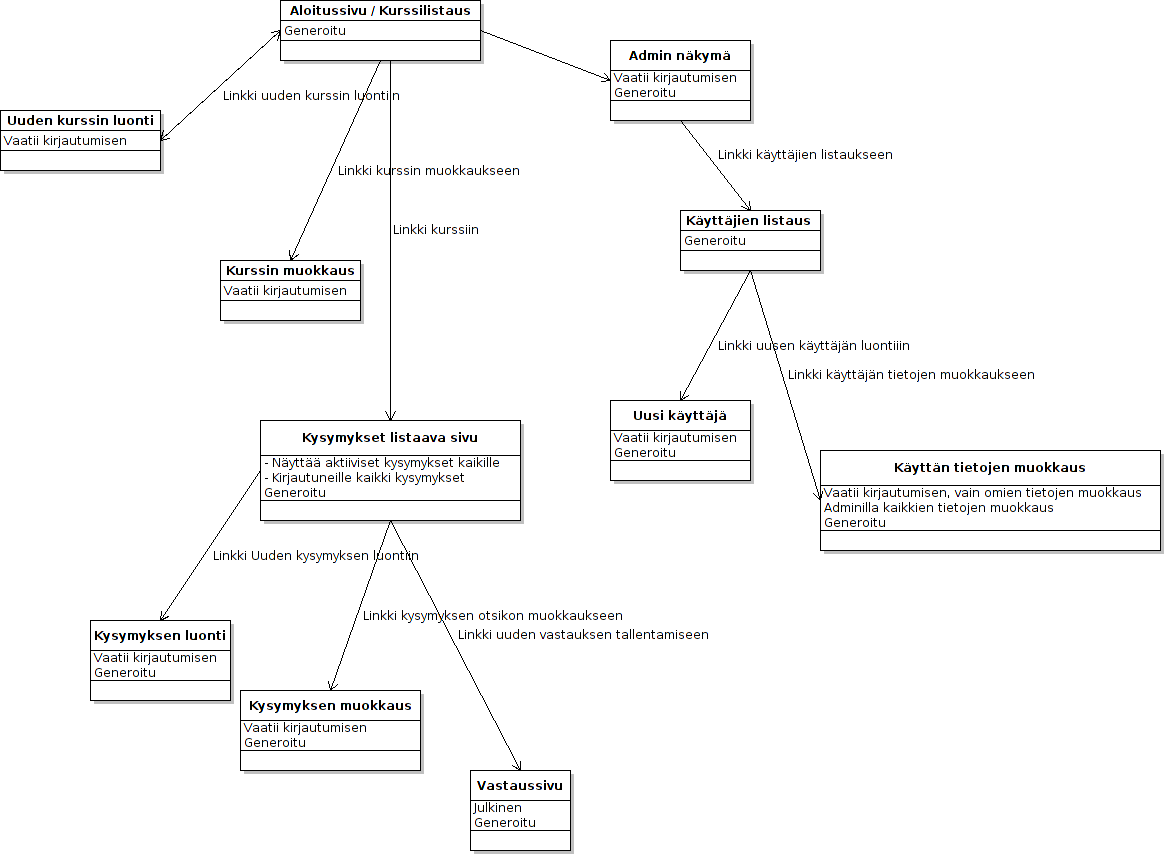 Aloitussivu / Kurssilistaus
Generoitu
Admin näkymä
Vaatii kirjautumisen
Generoitu
Linkki uuden kurssin luontiin
Uuden kurssin luonti
Vaatii kirjautumisen
Linkki käyttäjien listaukseen
Linkki kurssin muokkaukseen
Käyttäjien listaus
Generoitu
Linkki kurssiin
Kurssin muokkaus
Vaatii kirjautumisen
Linkki uusen käyttäjän luontiiin
Linkki käyttäjän tietojen muokkaukseen
Uusi käyttäjä
Vaatii kirjautumisen
Generoitu
Kysymykset listaava sivu
- Näyttää aktiiviset kysymykset kaikille
- Kirjautuneille kaikki kysymykset
Generoitu
Käyttän tietojen muokkaus
Vaatii kirjautumisen, vain omien tietojen muokkaus
Adminilla kaikkien tietojen muokkaus
Generoitu
Linkki Uuden kysymyksen luontiin
Linkki kysymyksen otsikon muokkaukseen
Linkki uuden vastauksen tallentamiseen
Kysymyksen luonti
Vaatii kirjautumisen
Generoitu
Kysymyksen muokkaus
Vaatii kirjautumisen
Generoitu
Vastaussivu
Julkinen
Generoitu